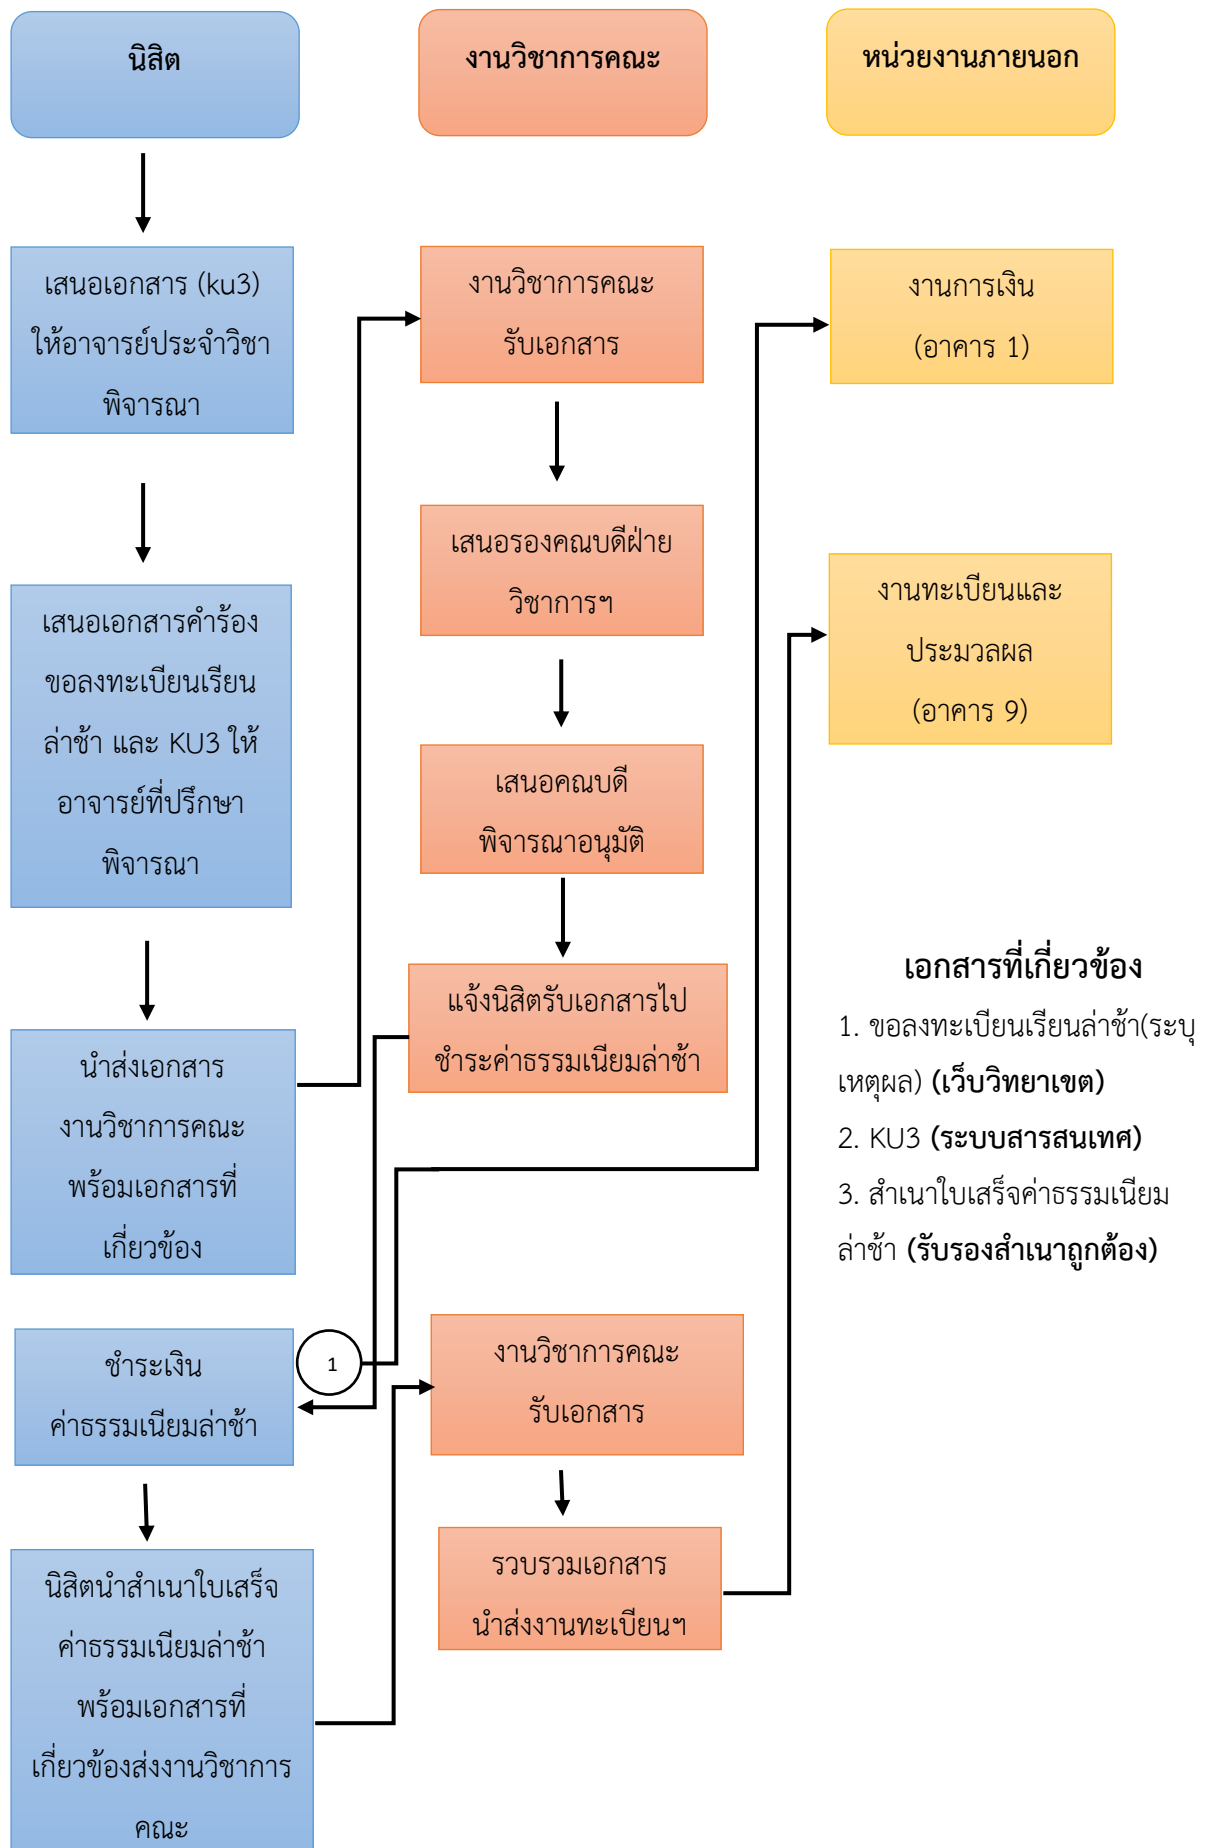 นิสิต
งานวิชาการคณะ
หน่วยงานภายนอก
เสนอเอกสาร (ku3)
ให้อาจารย์ประจำวิชา
พิจารณา
งานวิชาการคณะ
รับเอกสาร
งานการเงิน
(อาคาร 1)
เสนอรองคณบดีฝ่าย
วิชาการฯ
งานทะเบียนและ
ประมวลผล
(อาคาร 9)
เสนอเอกสารคำร้อง
ขอลงทะเบียนเรียน
ล่าช้า และ KU3 ให้
อาจารย์ที่ปรึกษา
พิจารณา
เสนอคณบดี
พิจารณาอนุมัติ
แจ้งนิสิตรับเอกสารไป
ชำระค่าธรรมเนียมล่าช้า
นำส่งเอกสาร
งานวิชาการคณะ
พร้อมเอกสารที่
เกี่ยวข้อง
เอกสารที่เกี่ยวข้อง
1. ขอลงทะเบียนเรียนล่าช้า(ระบุ
เหตุผล) (เว็บวิทยาเขต)
2. KU3 (ระบบสารสนเทศ)
3. สำเนาใบเสร็จค่าธรรมเนียม
ล่าช้า (รับรองสำเนาถูกต้อง)
ชำระเงิน
ค่าธรรมเนียมล่าช้า
1
งานวิชาการคณะ
รับเอกสาร
รวบรวมเอกสาร
นำส่งงานทะเบียนฯ
นิสิตนำสำเนาใบเสร็จ
ค่าธรรมเนียมล่าช้า
พร้อมเอกสารที่
เกี่ยวข้องส่งงานวิชาการ
คณะ